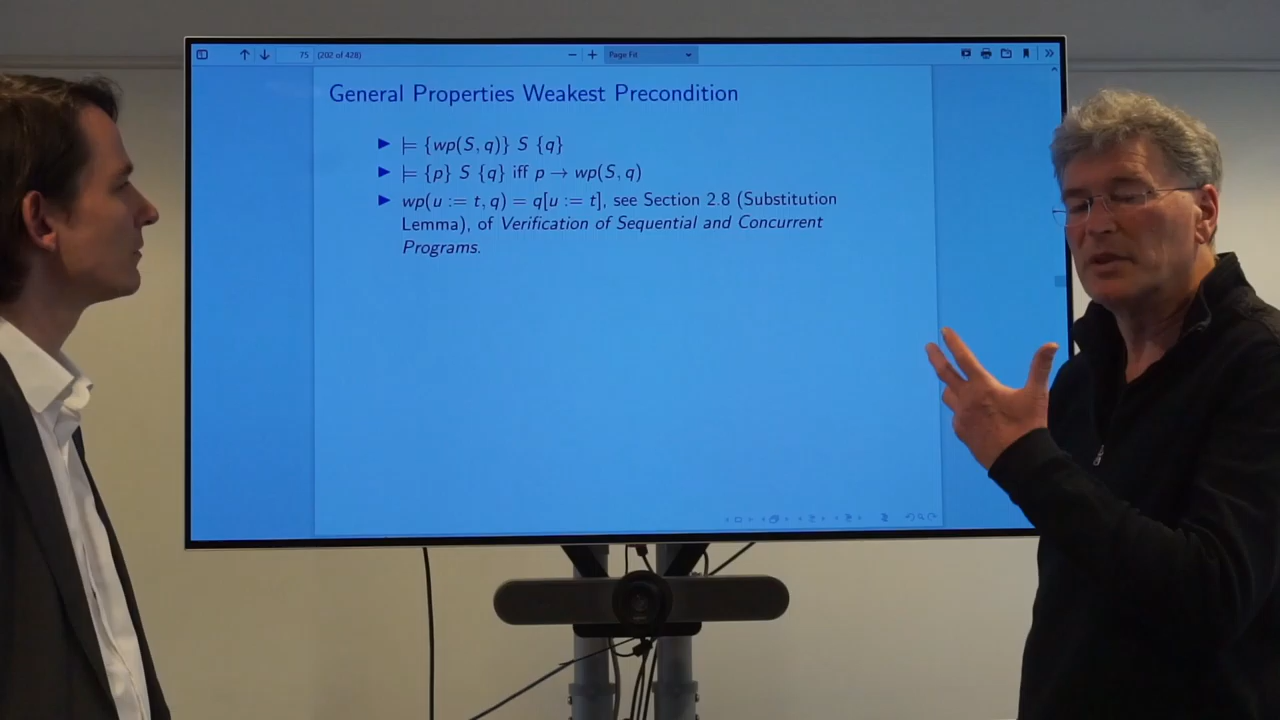 75 (202 of 428)
Page Fit
General Properties Weakest Precondition
▶ ⊨ {wp(S, q)} S {q}
▶ ⊨ {p} S {q} iff p → wp(S, q)
▶ wp(u := t, q) = q[u := t], see Section 2.8 (Substitution
Lemma), of Verification of Sequential and Concurrent
Programs.